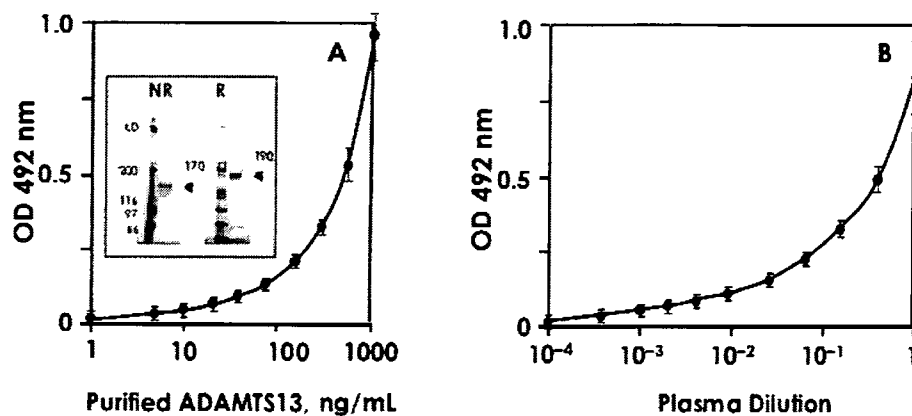 1.0
A
NR R
200
170
190
116
97
66
0.5
0
OD 492 nm
1 10 100 1000
Purified ADAMTS13, ng/mL
1.0
B
0.5
0
OD 492 nm
10⁻⁴ 10⁻³ 10⁻² 10⁻¹ 1
Plasma Dilution